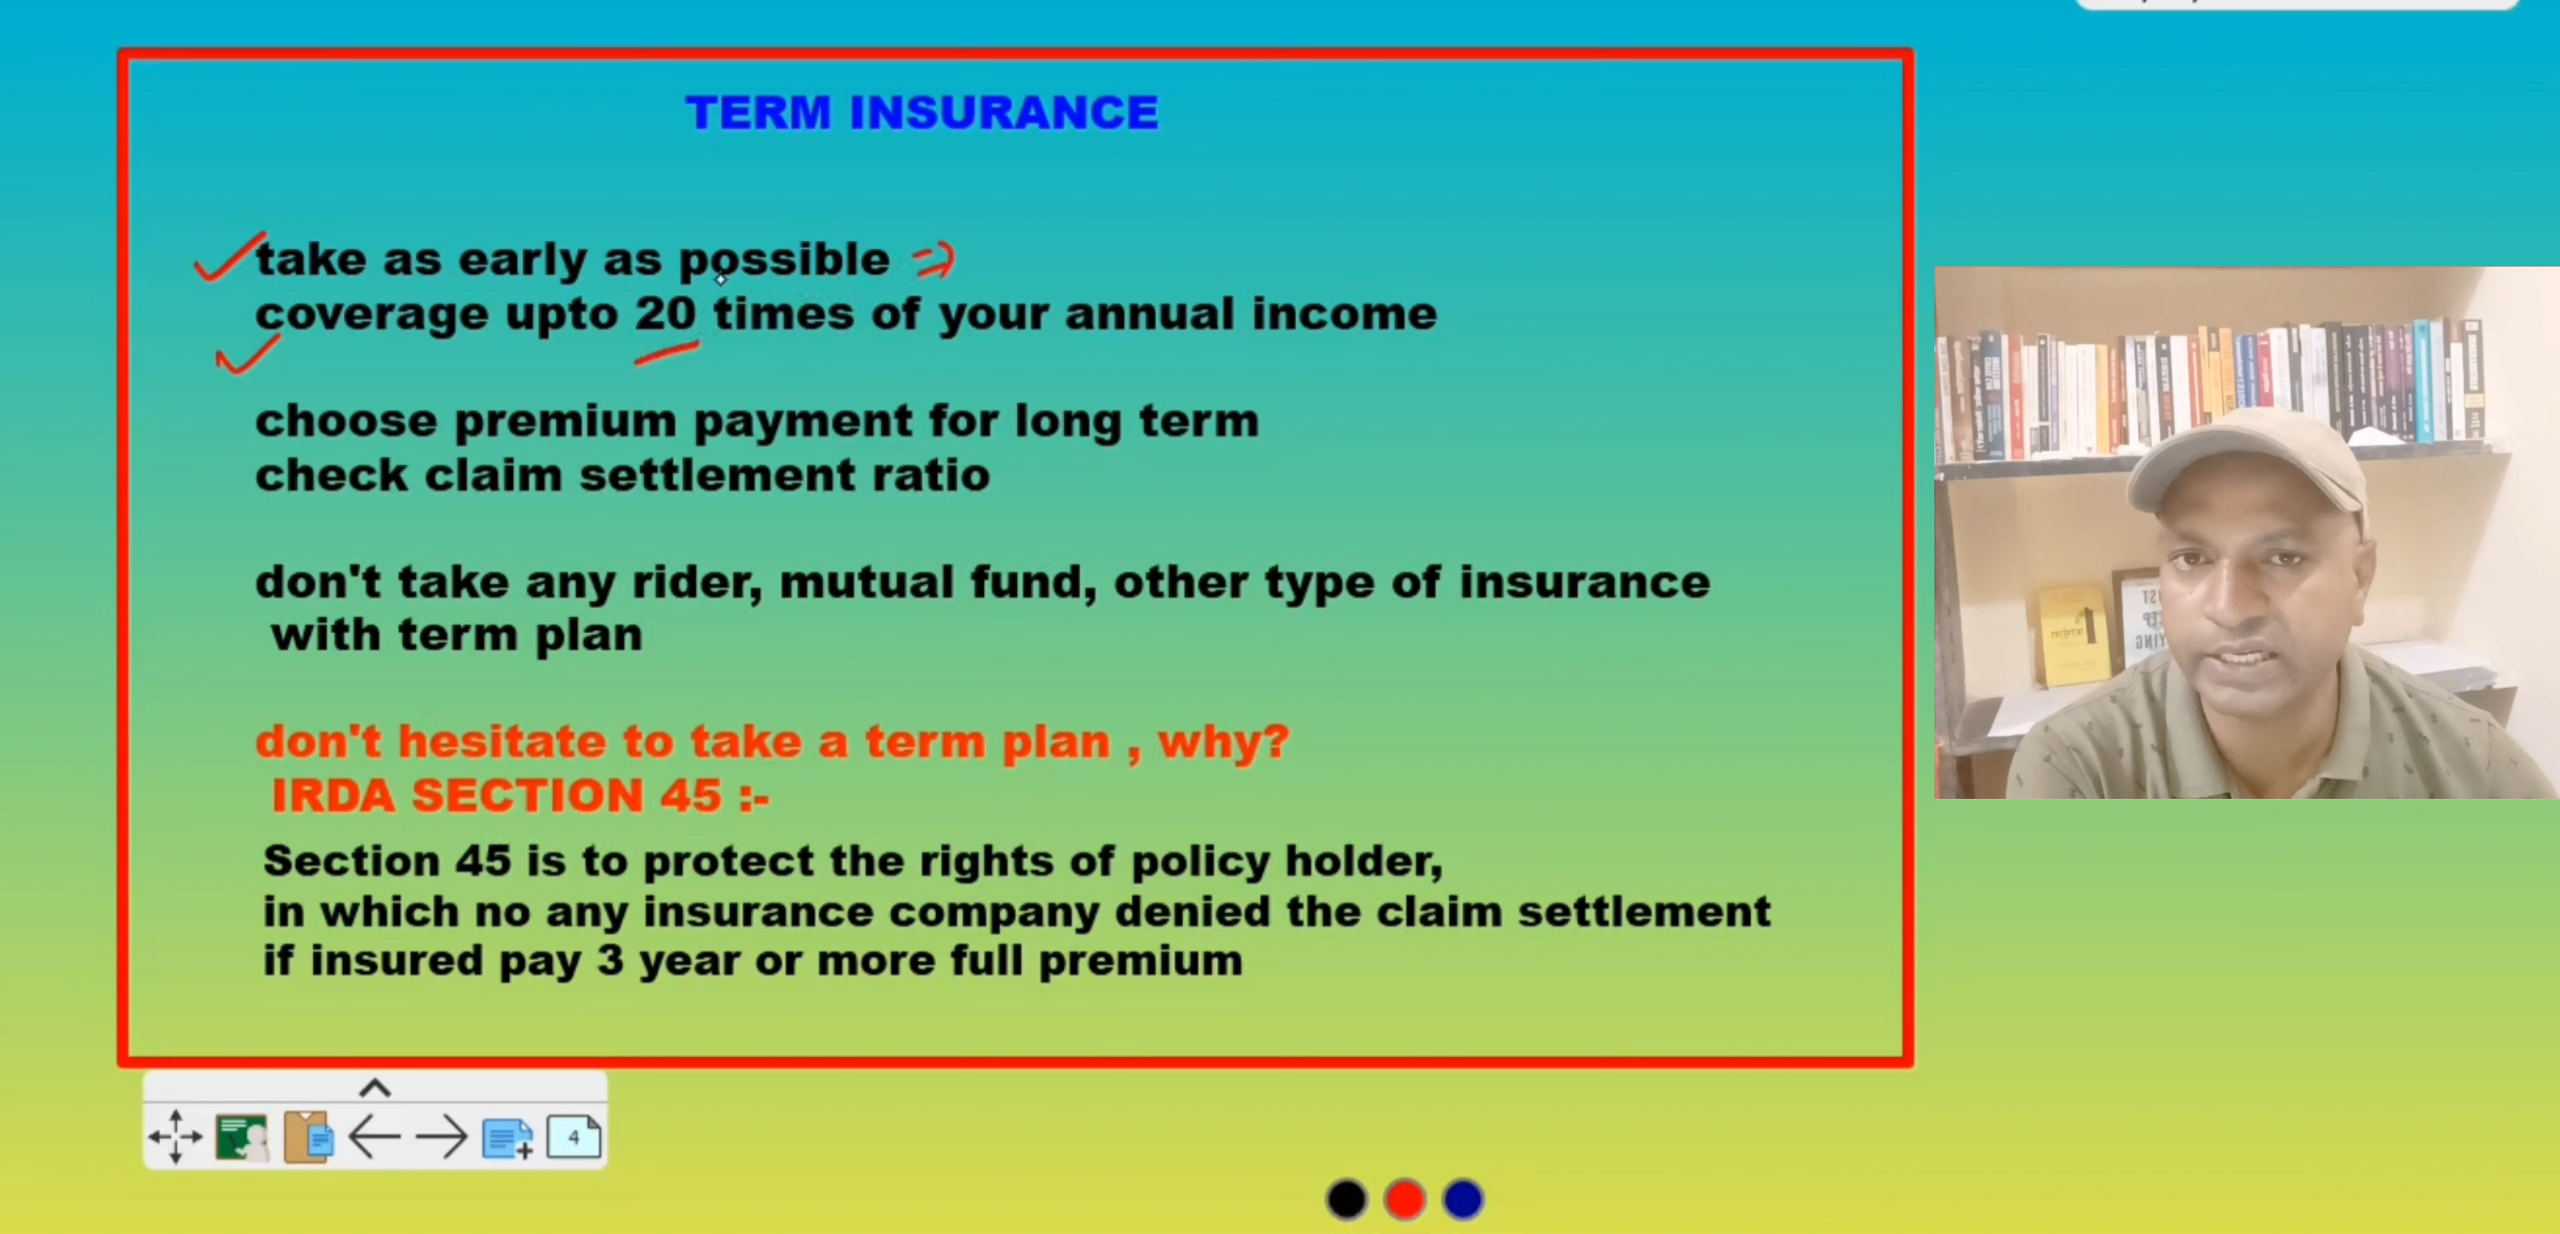 TERM INSURANCE
take as early as possible =>
coverage upto 20 times of your annual income
choose premium payment for long term
check claim settlement ratio
don't take any rider, mutual fund, other type of insurance
with term plan
don't hesitate to take a term plan , why?
IRDA SECTION 45 :-
Section 45 is to protect the rights of policy holder,
in which no any insurance company denied the claim settlement
if insured pay 3 year or more full premium
4